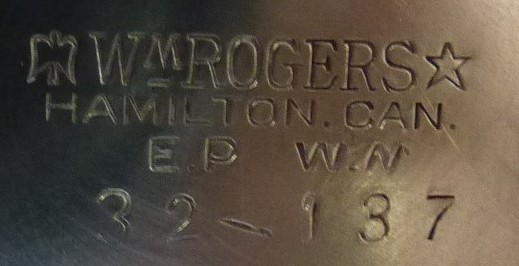 WM ROGERS
HAMILTON. CAN.
E.P W.M
32-137